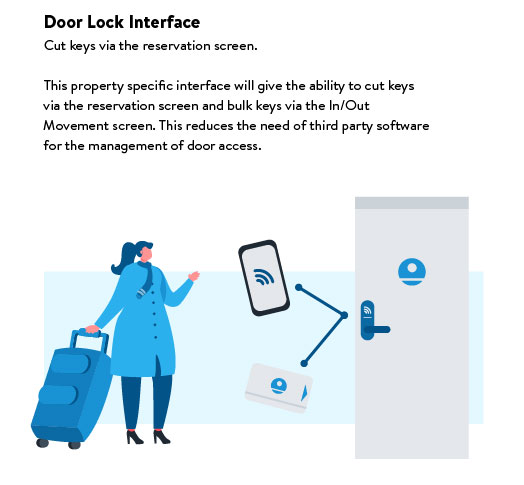 Door Lock Interface
Cut keys via the reservation screen.
This property specific interface will give the ability to cut keys
via the reservation screen and bulk keys via the In/Out
Movement screen. This reduces the need of third party software
for the management of door access.